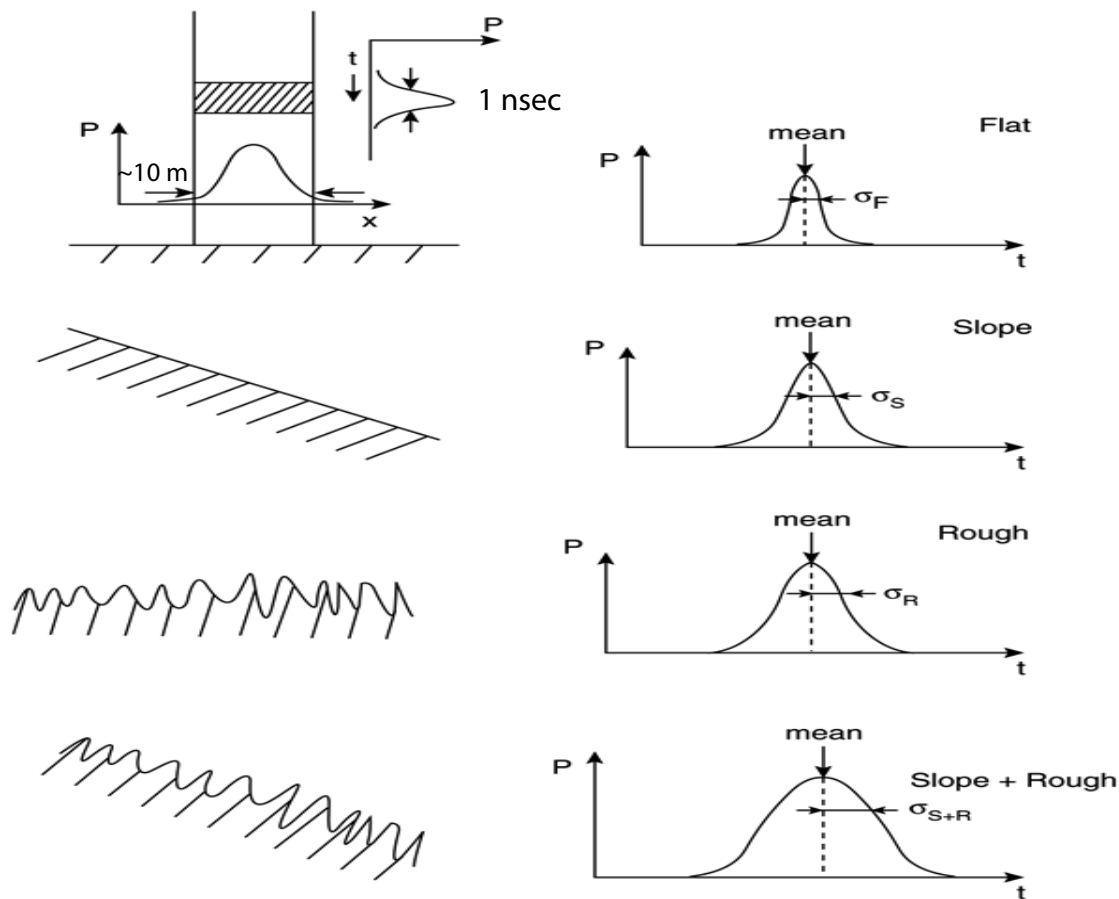 P
t
P
1 nsec
P
~10 m
x
mean
Flat
P
σF
t
mean
Slope
P
σS
t
mean
Rough
P
σR
t
mean
P
Slope + Rough
σS+R
t